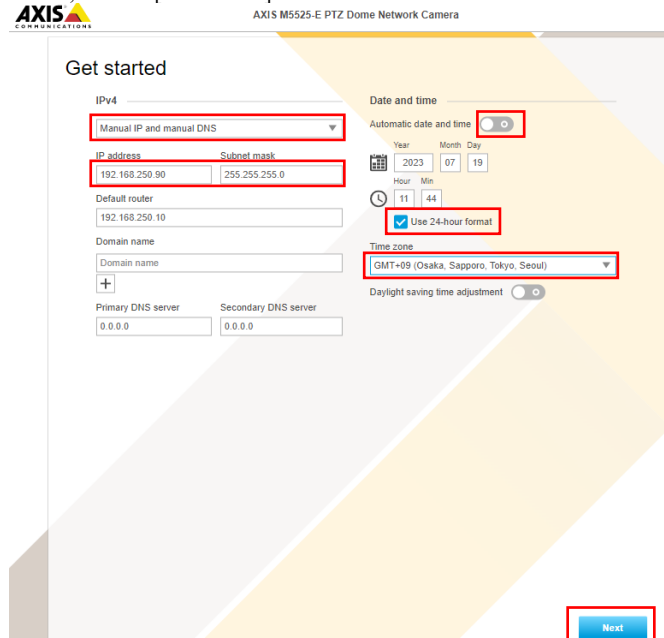 AXIS
COMMUNICATIONS
AXIS M5525-E PTZ Dome Network Camera
Get started
IPv4
Manual IP and manual DNS
IP address Subnet mask
192.168.250.90 255.255.255.0
Default router
192.168.250.10
Domain name
Domain name
+
Primary DNS server Secondary DNS server
0.0.0.0 0.0.0.0
Date and time
Automatic date and time
Year Month Day
2023 07 19
Hour Min
11 44
Use 24-hour format
Time zone
GMT+09 (Osaka, Sapporo, Tokyo, Seoul)
Daylight saving time adjustment
Next